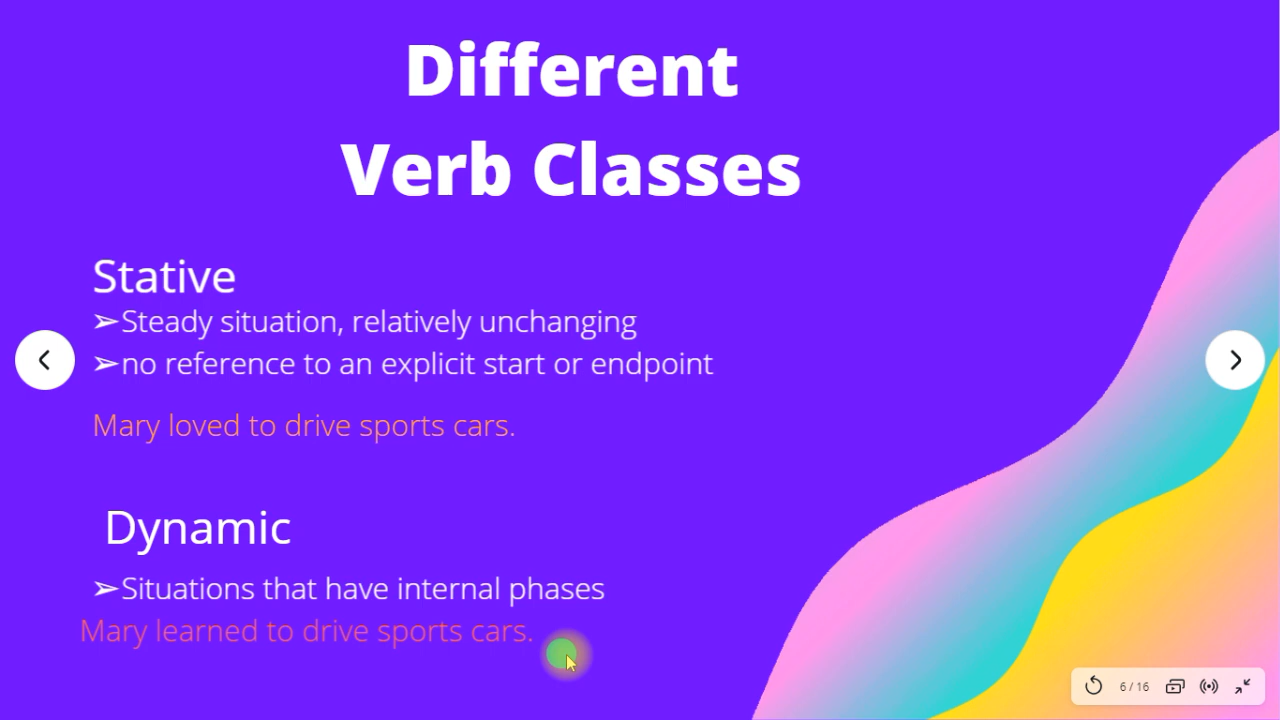 Different
Verb Classes
Stative
➢Steady situation, relatively unchanging
➢no reference to an explicit start or endpoint
Mary loved to drive sports cars.
Dynamic
➢Situations that have internal phases
Mary learned to drive sports cars.
6 / 16